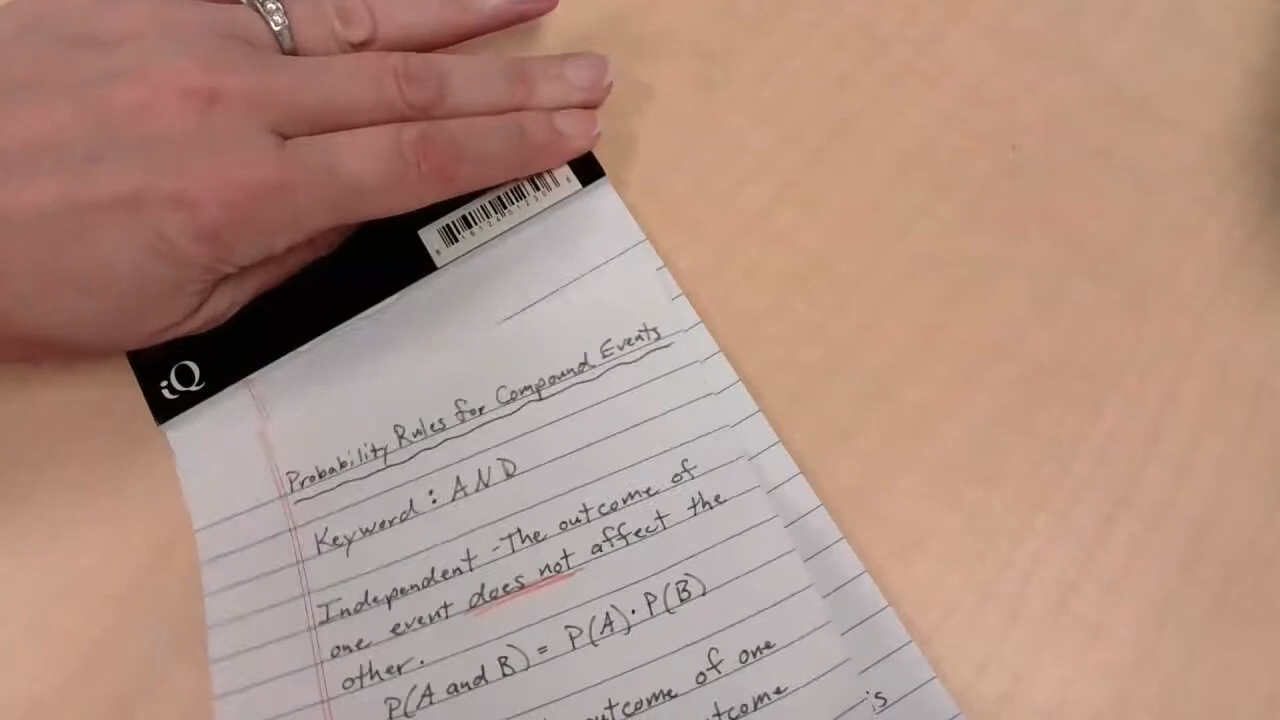 iQ
Probability Rules for Compound Events
Keyword: AND
Independent - The outcome of
one event does not affect the
other.
P(A and B) = P(A)·P(B)
outcome of one
is